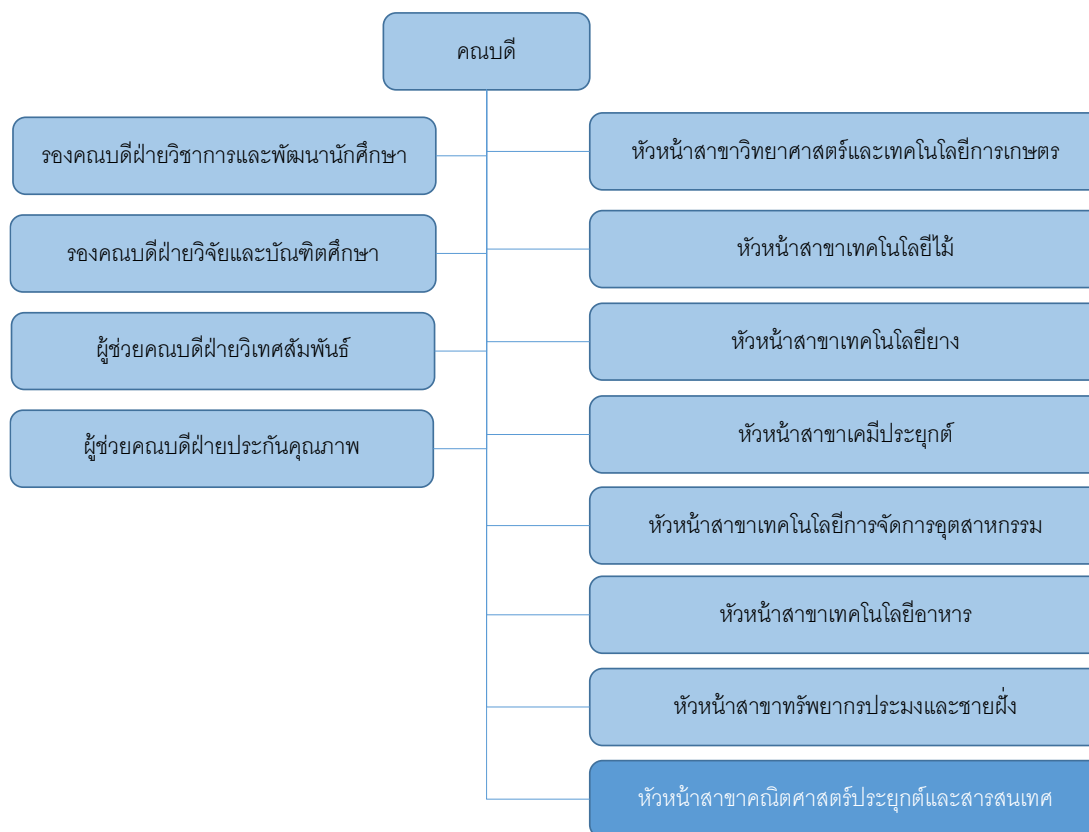 คณบดี
รองคณบดีฝ่ายวิชาการและพัฒนานักศึกษา
รองคณบดีฝ่ายวิจัยและบัณฑิตศึกษา
ผู้ช่วยคณบดีฝ่ายวิเทศสัมพันธ์
ผู้ช่วยคณบดีฝ่ายประกันคุณภาพ
หัวหน้าสาขาวิทยาศาสตร์และเทคโนโลยีการเกษตร
หัวหน้าสาขาเทคโนโลยีไม้
หัวหน้าสาขาเทคโนโลยียาง
หัวหน้าสาขาเคมีประยุกต์
หัวหน้าสาขาเทคโนโลยีการจัดการอุตสาหกรรม
หัวหน้าสาขาเทคโนโลยีอาหาร
หัวหน้าสาขาทรัพยากรประมงและชายฝั่ง
หัวหน้าสาขาคณิตศาสตร์ประยุกต์และสารสนเทศ